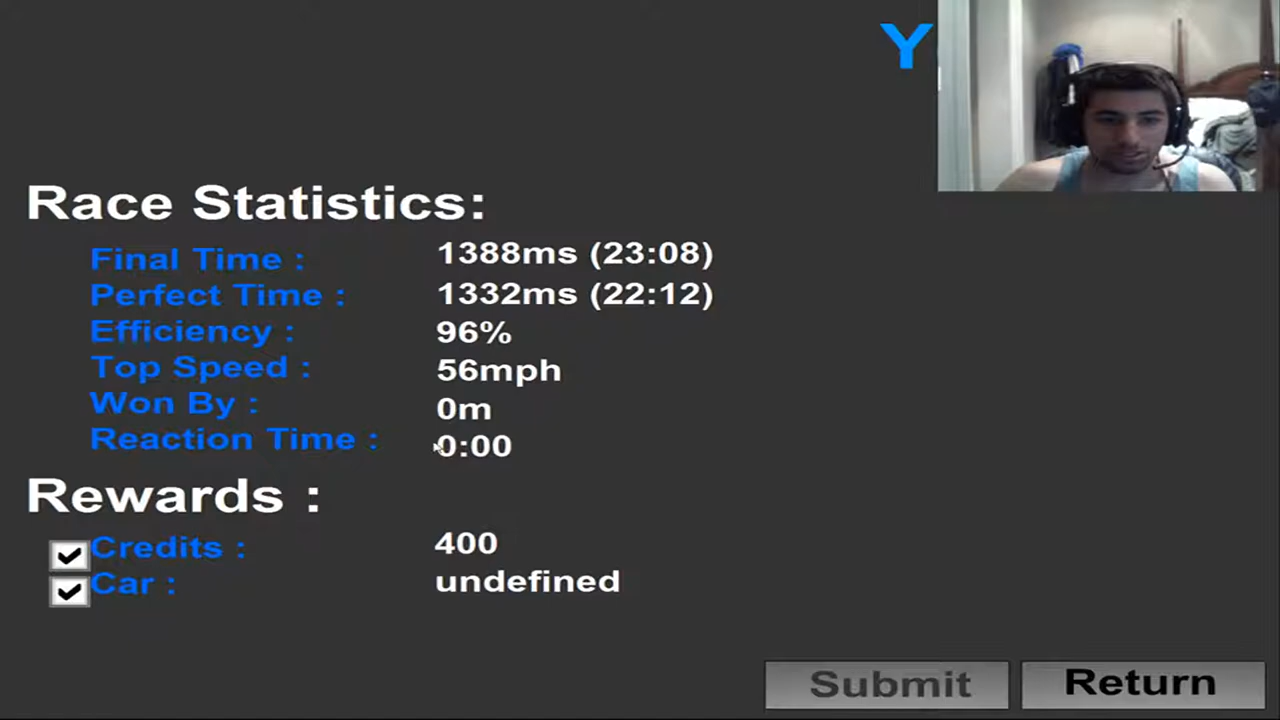 Y
Race Statistics:
Final Time : 1388ms (23:08)
Perfect Time : 1332ms (22:12)
Efficiency : 96%
Top Speed : 56mph
Won By : 0m
Reaction Time : 0:00
Rewards :
Credits : 400
Car : undefined
Submit Return